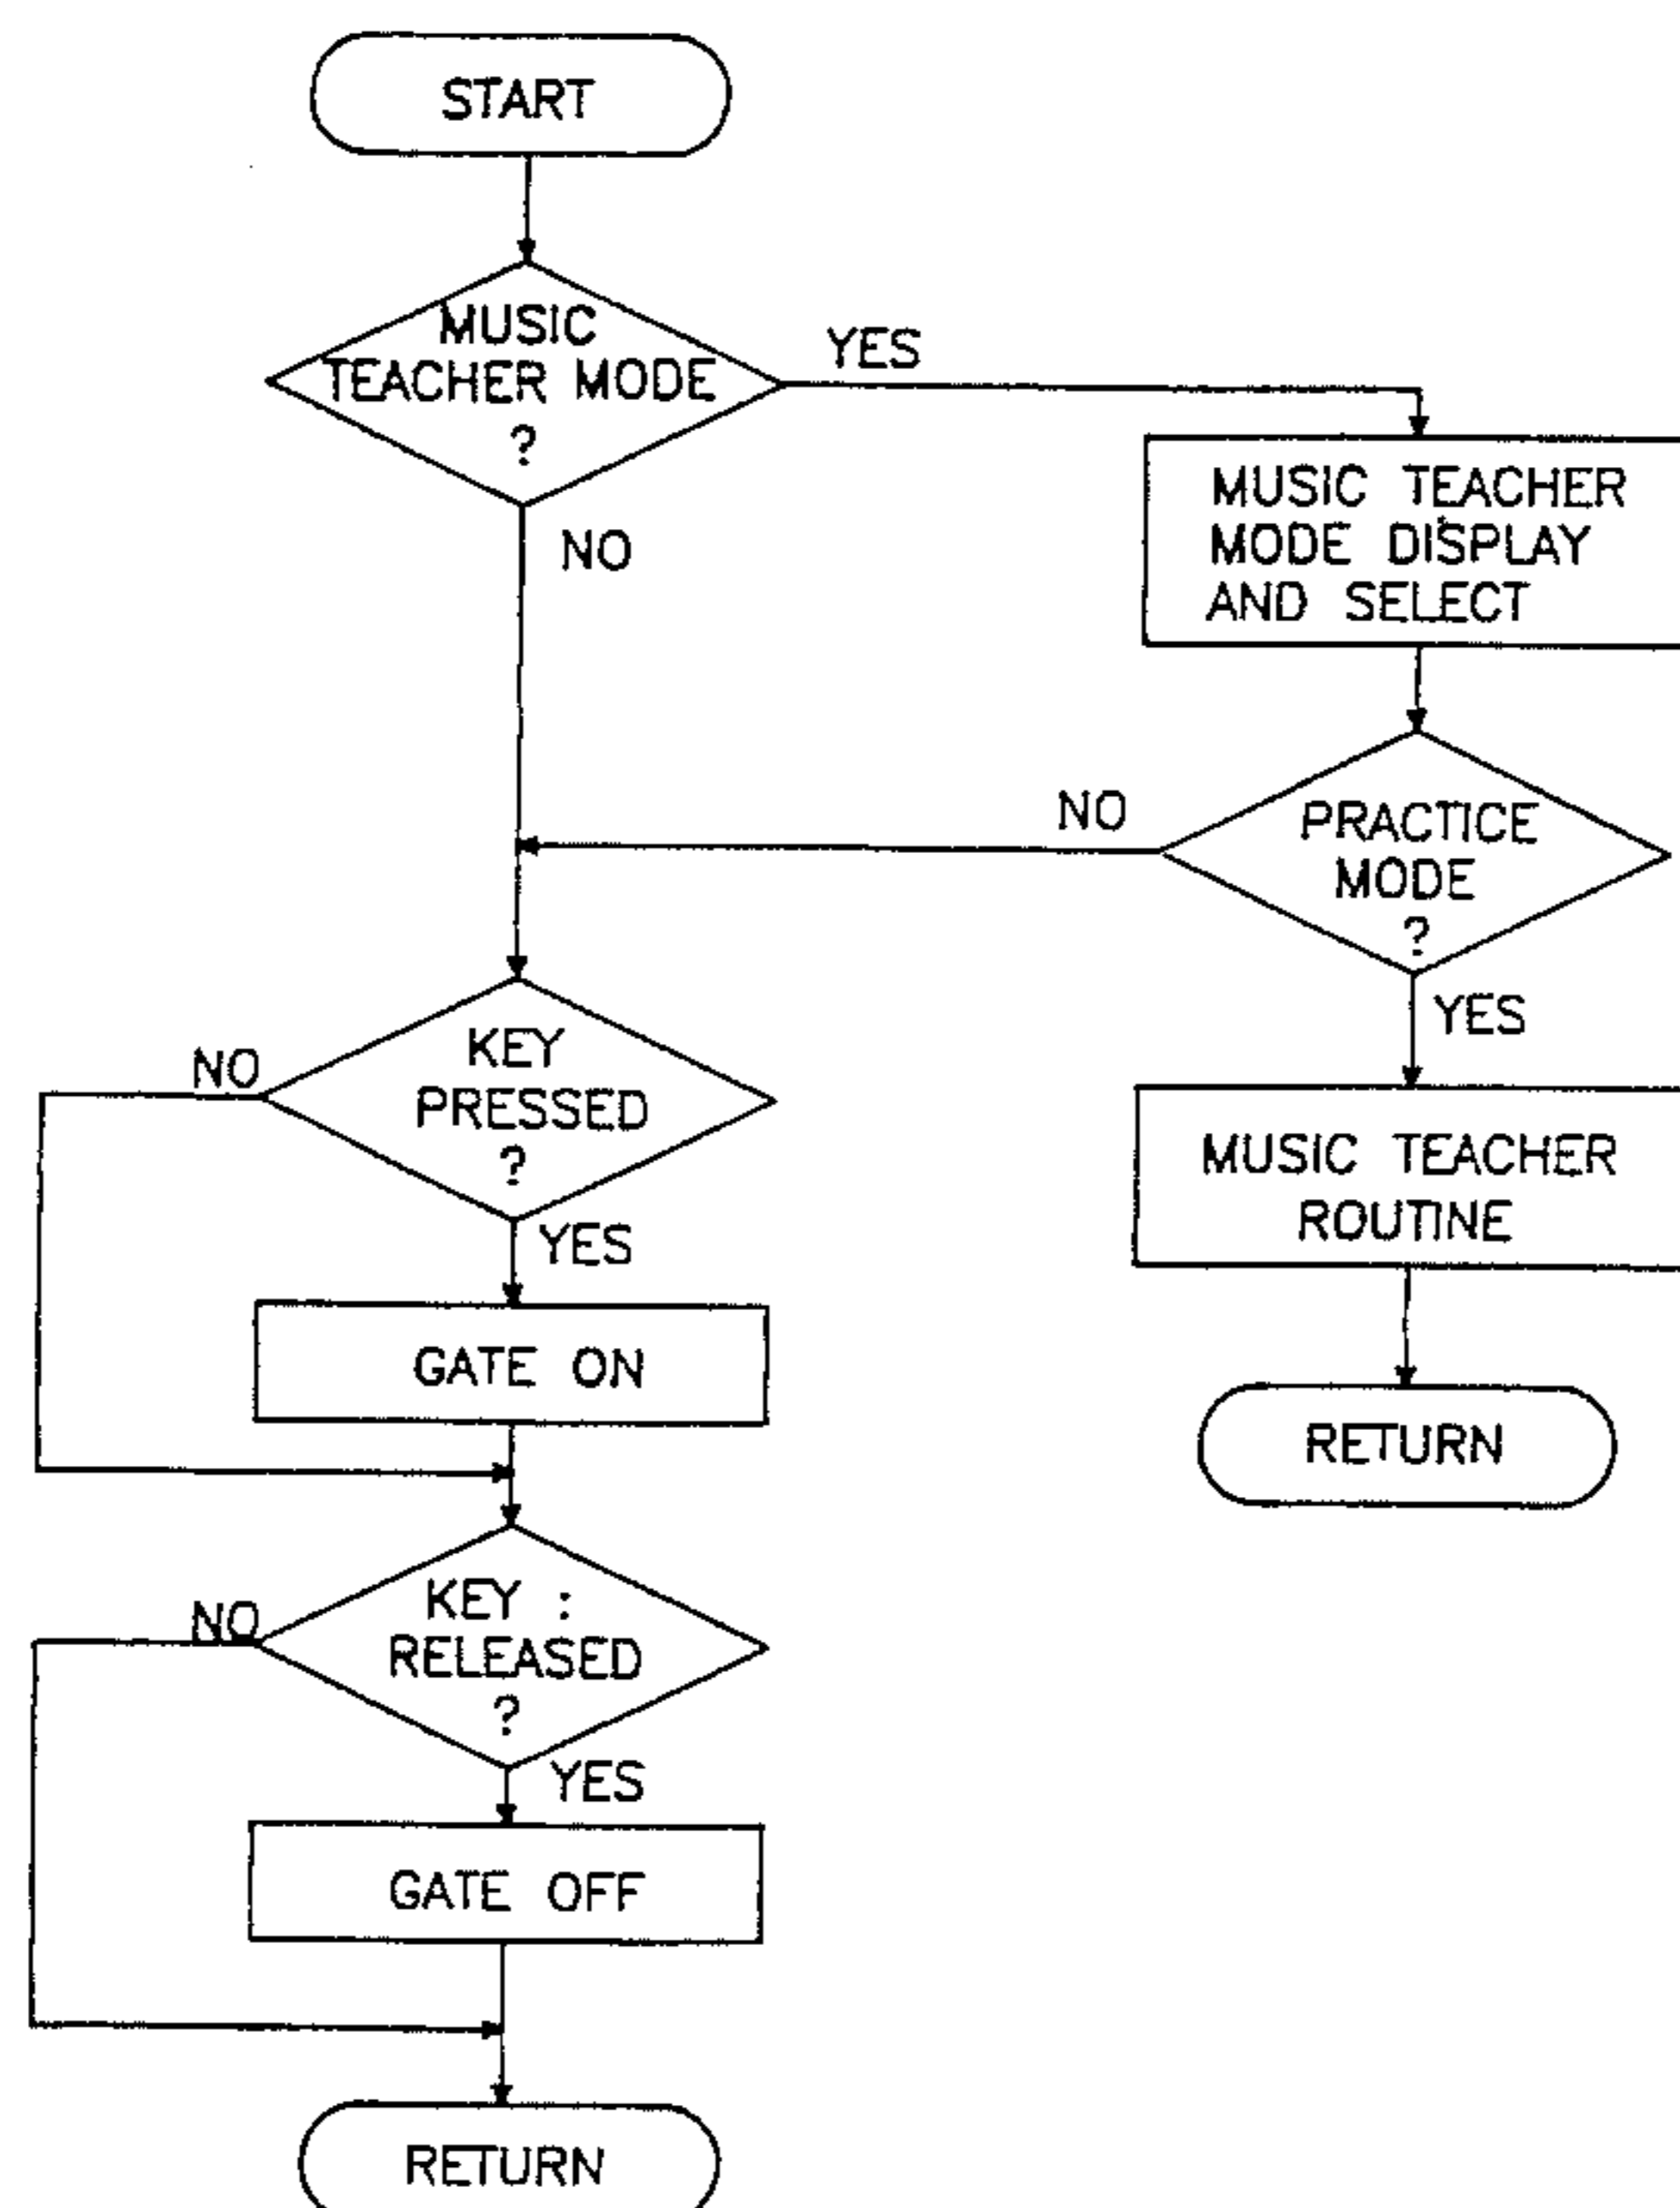 START
MUSIC
TEACHER MODE
?
YES
NO
MUSIC TEACHER
MODE DISPLAY
AND SELECT
NO
PRACTICE
MODE
?
YES
MUSIC TEACHER
ROUTINE
RETURN
NO
KEY
PRESSED
?
YES
GATE ON
NO
KEY :
RELEASED
?
YES
GATE OFF
RETURN